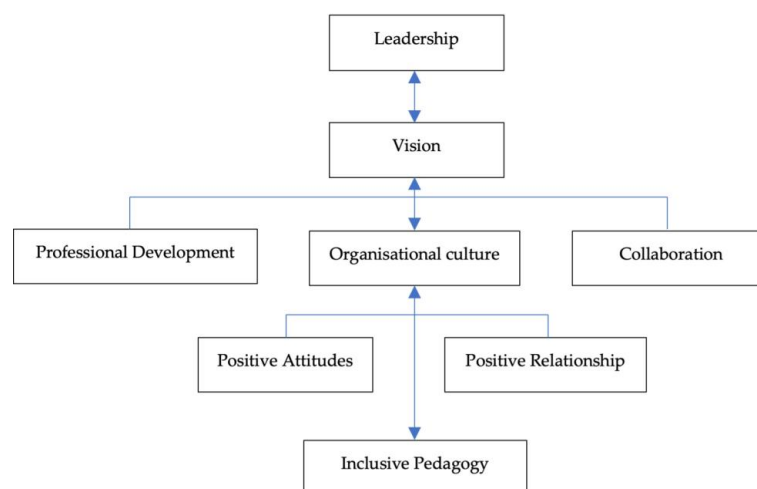 Leadership
Vision
Professional Development
Organisational culture
Collaboration
Positive Attitudes
Positive Relationship
Inclusive Pedagogy